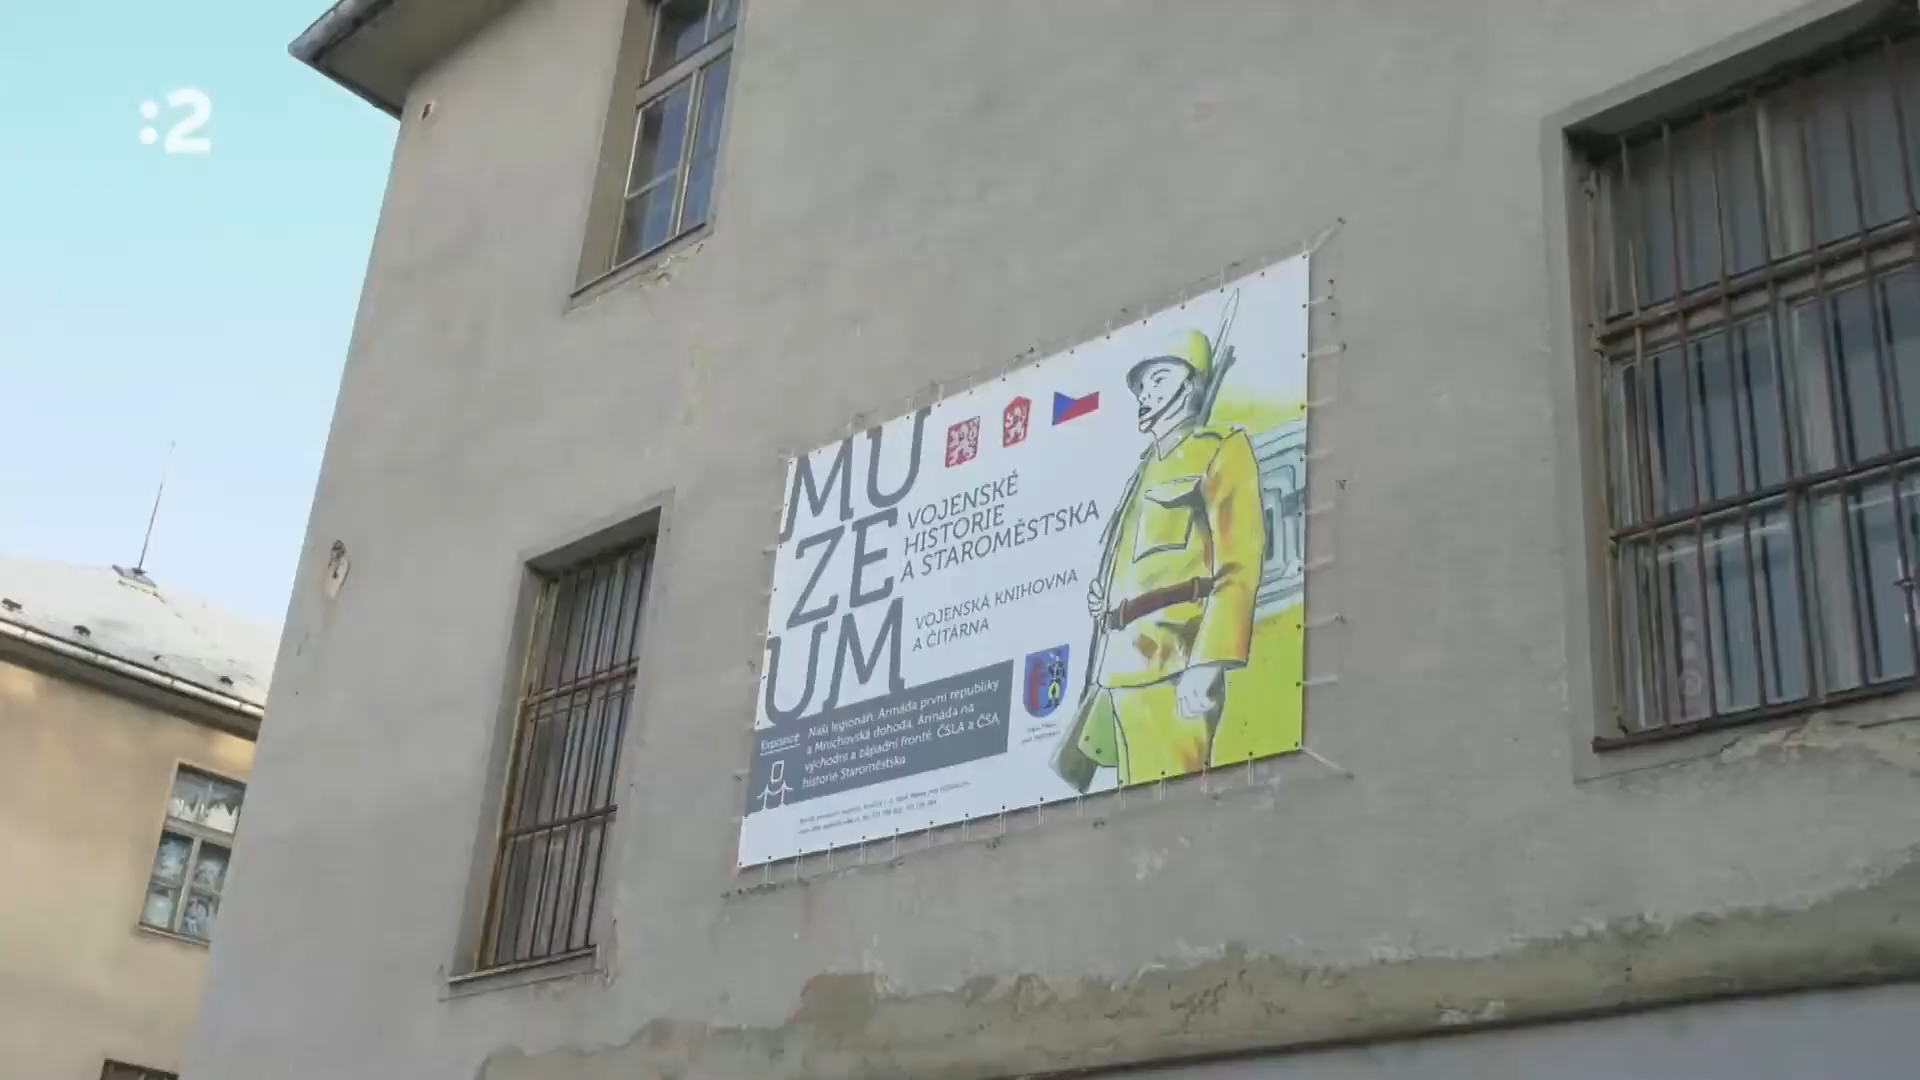 :2
MU
ZE
UM
VOJENSKÉ
HISTORIE
A STAROMĚSTSKA
VOJENSKÁ KNIHOVNA
A ČÍTÁRNA
Expozice
Naši legionáři, Armáda první republiky
a Mnichovská dohoda, Armáda na
východní a západní frontě, ČSLA a ČSA,
historie Staroměstska